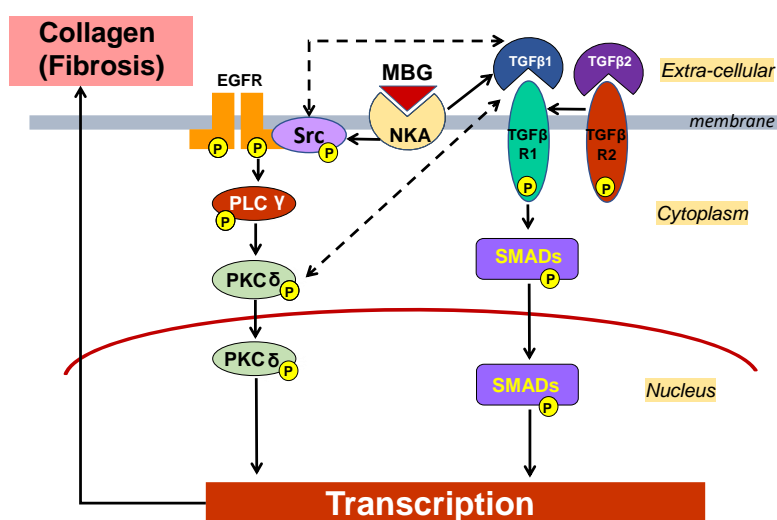 Collagen
(Fibrosis)
EGFR
MBG
TGFβ1
TGFβ2
Extra-cellular
Src
NKA
membrane
P
P
P
TGFβ
R1
TGFβ
R2
P
P
PLC γ
P
Cytoplasm
SMADs
P
PKC δ
P
PKC δ
P
SMADs
P
Nucleus
Transcription